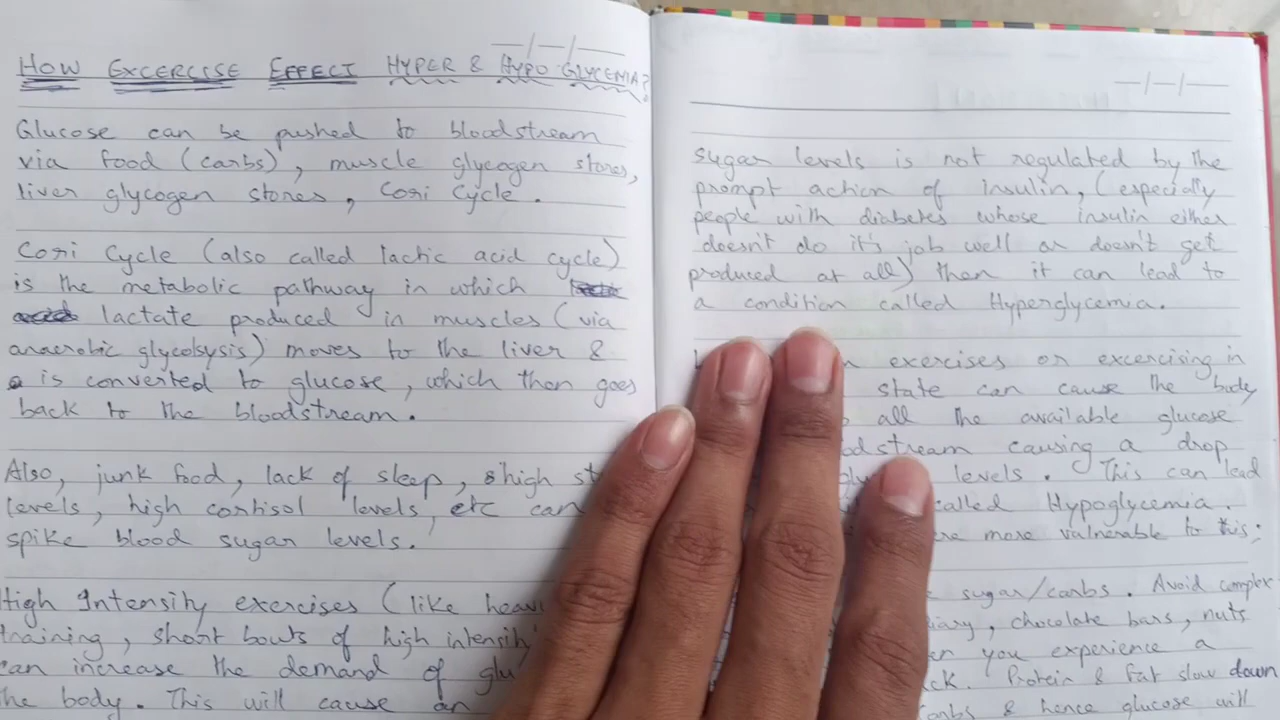 HOW EXCERCISE EFFECT HYPER & HYPO GLYCEMIA?
Glucose can be pushed to bloodstream
via food (carbs), muscle glycogen stores,
liver glycogen stores, Cori Cycle.
Cori Cycle (also called lactic acid cycle)
is the metabolic pathway in which
lactate produced in muscles (via
anaerobic glycolsysis) moves to the liver &
is converted to glucose, which then goes
back to the bloodstream.
Also, junk food, lack of sleep, high
levels, high cortisol levels, etc can
spike blood sugar levels.
High Intensity exercises (like
training, short bouts of high
can increase the demand of
the body. This will cause an
sugar levels is not regulated by the
prompt action of insulin, (especially
people with diabetes whose insulin either
doesn't do it's job well or doesn't get
produced at all) then it can lead to
a condition called Hyperglycemia.
exercises or excercising in
state can cause the body
all the available glucose
causing a drop
levels. This can lead
called Hypoglycemia.
more vulnerable to this;
sugar/carbs. Avoid complex
diary, chocolate bars, nuts
you experience a
Protein & Fat slow down
& hence glucose will